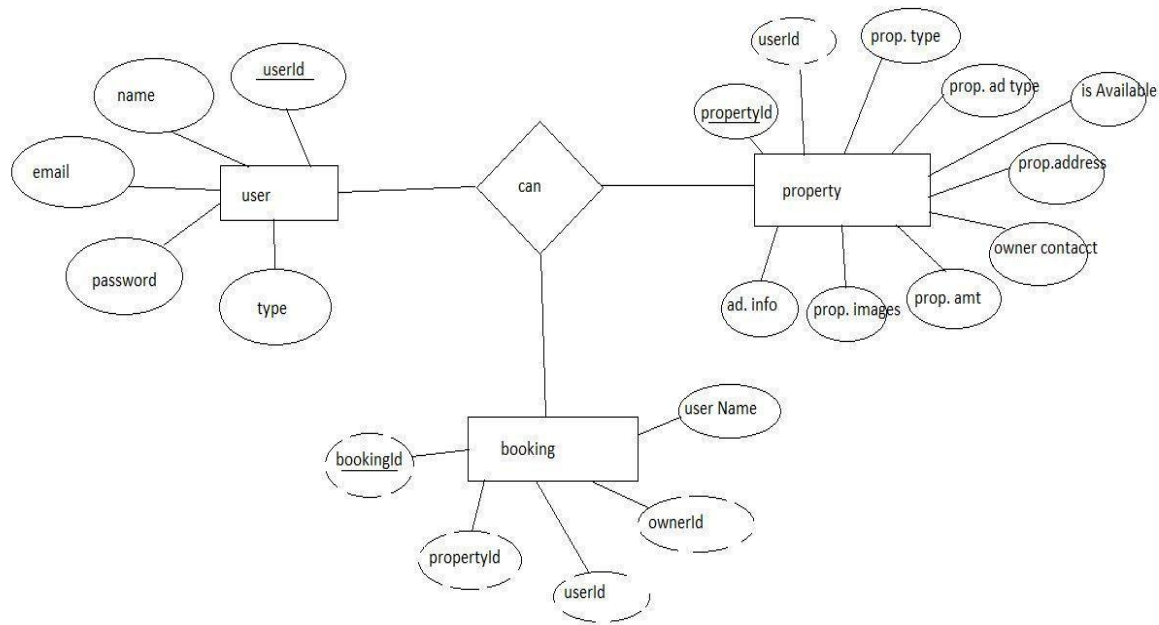 userId
name
email
password
type
user
can
userId
prop. type
prop. ad type
is Available
propertyId
prop.address
property
owner contacct
ad. info
prop. images
prop. amt
user Name
booking
bookingId
ownerId
propertyId
userId